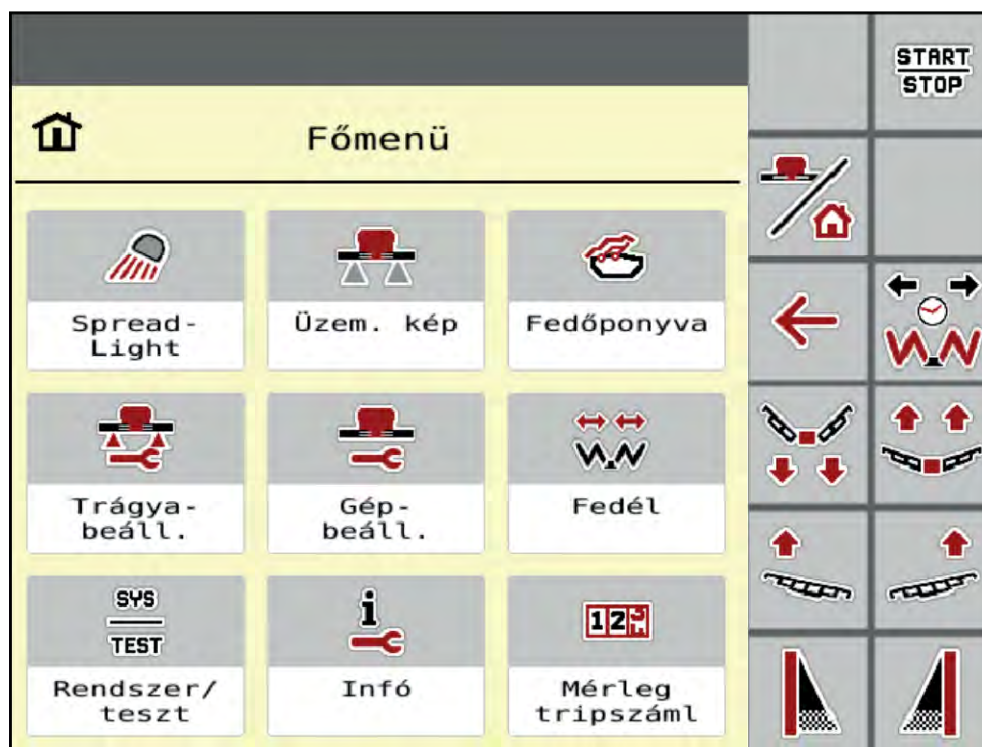 START
STOP
Főmenü
Spread-
Light
Üzem. kép
Fedőponyva
Trágya-
beáll.
Gép-
beáll.
Fedél
SYS
TEST
i
12
Rendszer/
teszt
Infó
Mérleg
tripszáml